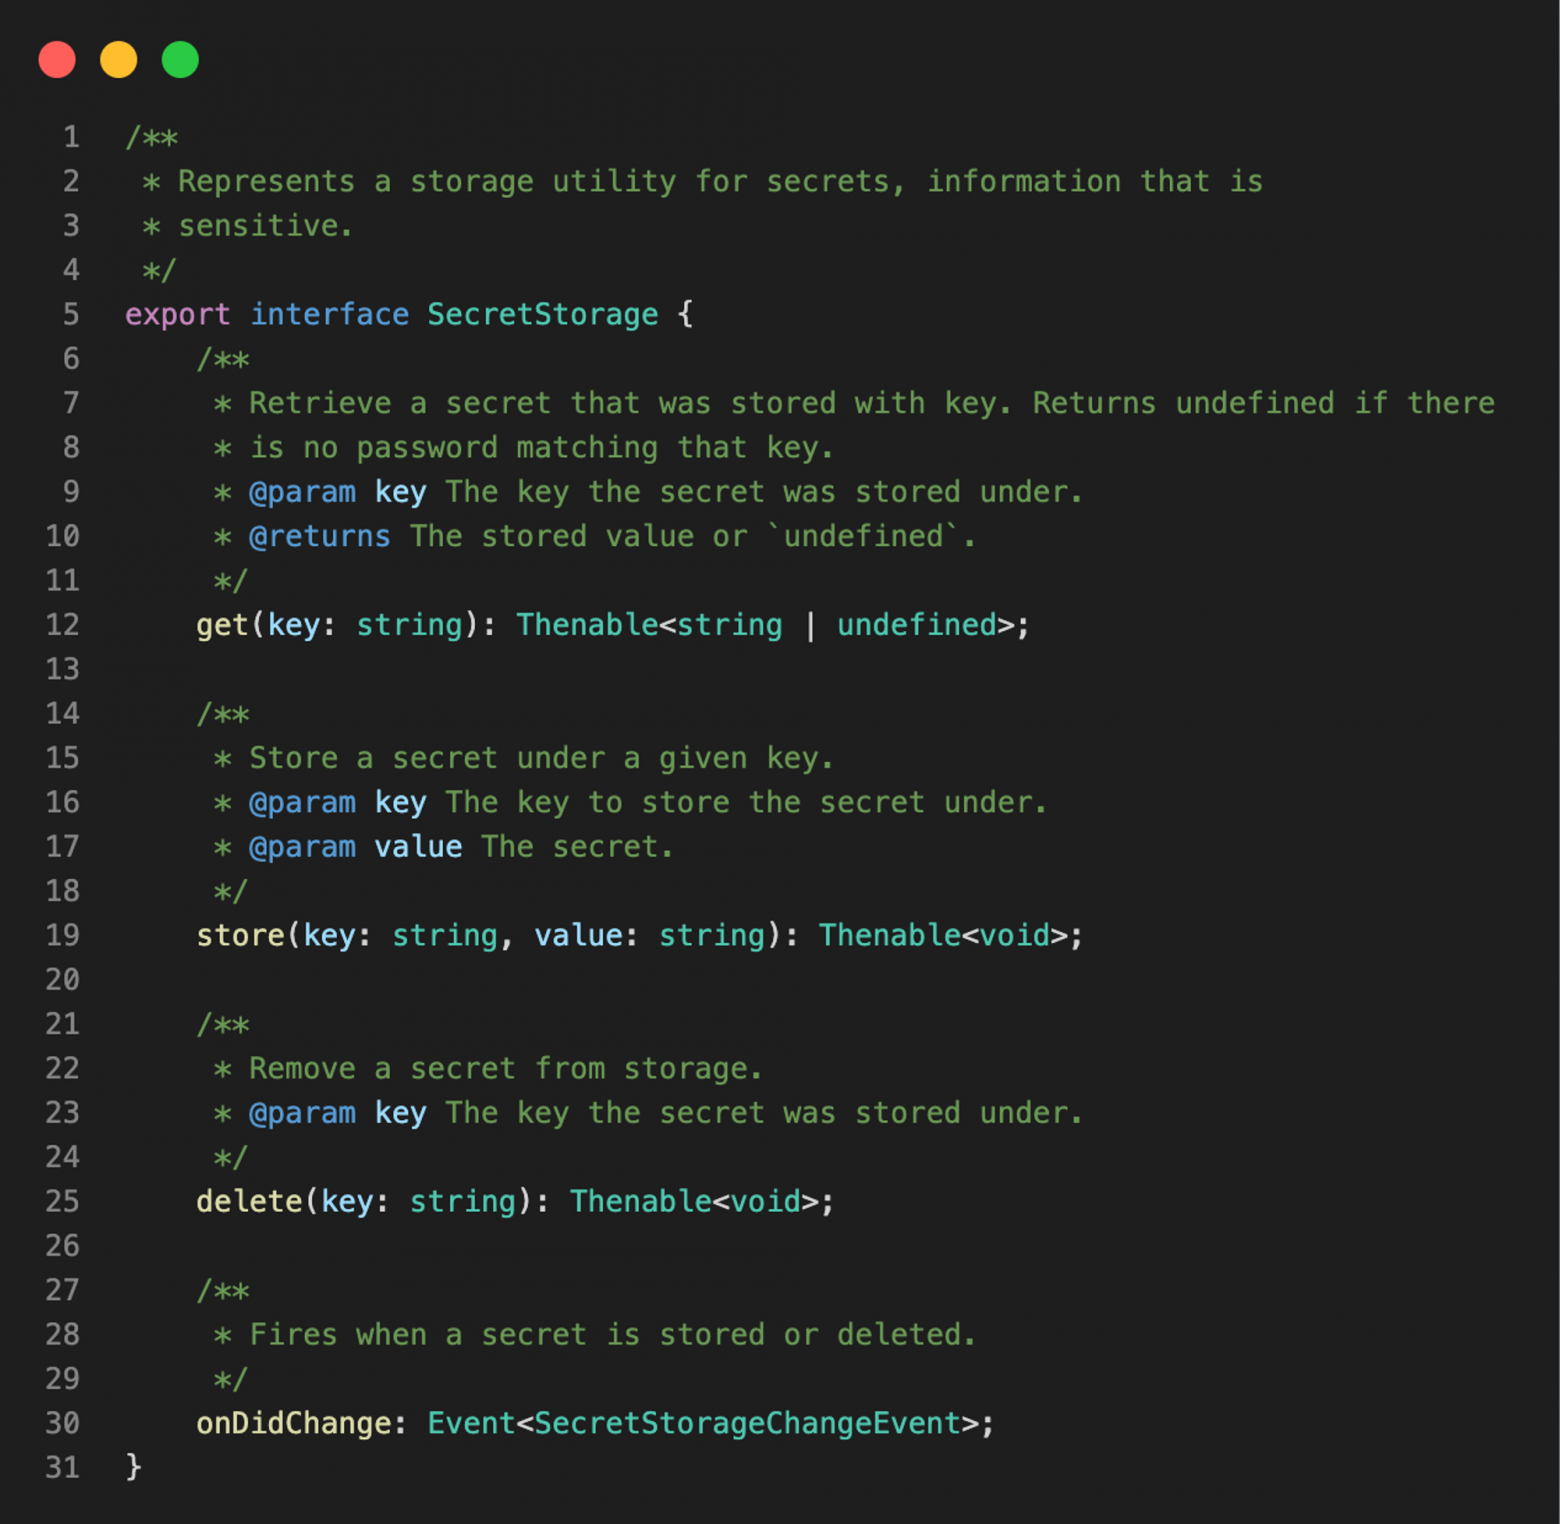 1 /**
2  * Represents a storage utility for secrets, information that is
3  * sensitive.
4  */
5 export interface SecretStorage {
6     /**
7      * Retrieve a secret that was stored with key. Returns undefined if there
8      * is no password matching that key.
9      * @param key The key the secret was stored under.
10      * @returns The stored value or `undefined`.
11      */
12     get(key: string): Thenable<string | undefined>;
13
14     /**
15      * Store a secret under a given key.
16      * @param key The key to store the secret under.
17      * @param value The secret.
18      */
19     store(key: string, value: string): Thenable<void>;
20
21     /**
22      * Remove a secret from storage.
23      * @param key The key the secret was stored under.
24      */
25     delete(key: string): Thenable<void>;
26
27     /**
28      * Fires when a secret is stored or deleted.
29      */
30     onDidChange: Event<SecretStorageChangeEvent>;
31 }